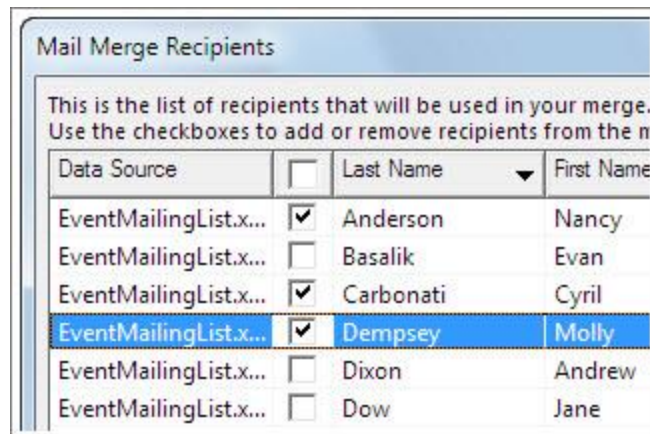 Mail Merge Recipients
This is the list of recipients that will be used in your merge.
Use the checkboxes to add or remove recipients from the
Data Source Last Name First Name
EventMailingList.x... Anderson Nancy
EventMailingList.x... Basalik Evan
EventMailingList.x... Carbonati Cyril
EventMailingList.x... Dempsey Molly
EventMailingList.x... Dixon Andrew
EventMailingList.x... Dow Jane